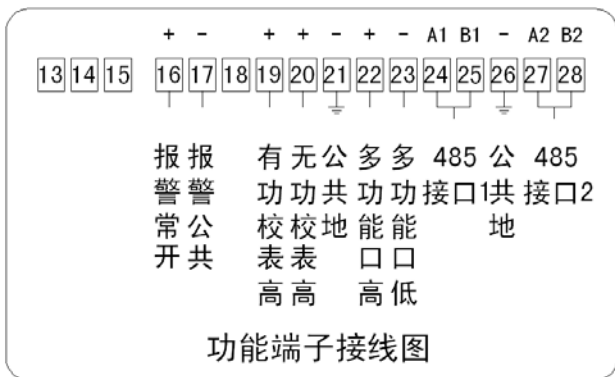 + - + + - + - A1 B1 - A2 B2
13 14 15 16 17 18 19 20 21 22 23 24 25 26 27 28
报警常开
报警公共
有功校表高
无功校表高
公共地
多功能口高
多功能口低
485
接口1
公共地
485
接口2
功能端子接线图